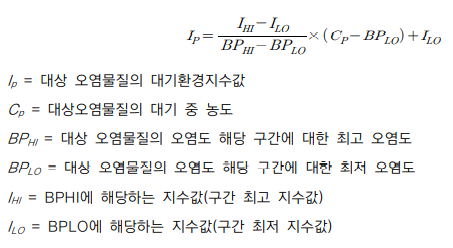 I_P = (I_HI − I_LO) / (BP_HI − BP_LO) × (C_P − BP_LO) + I_LO
I_p = 대상 오염물질의 대기환경지수값
C_p = 대상오염물질의 대기 중 농도
BP_HI = 대상 오염물질의 오염도 해당 구간에 대한 최고 오염도
BP_LO = 대상 오염물질의 오염도 해당 구간에 대한 최저 오염도
I_HI = BPHI에 해당하는 지수값(구간 최고 지수값)
I_LO = BPLO에 해당하는 지수값(구간 최저 지수값)